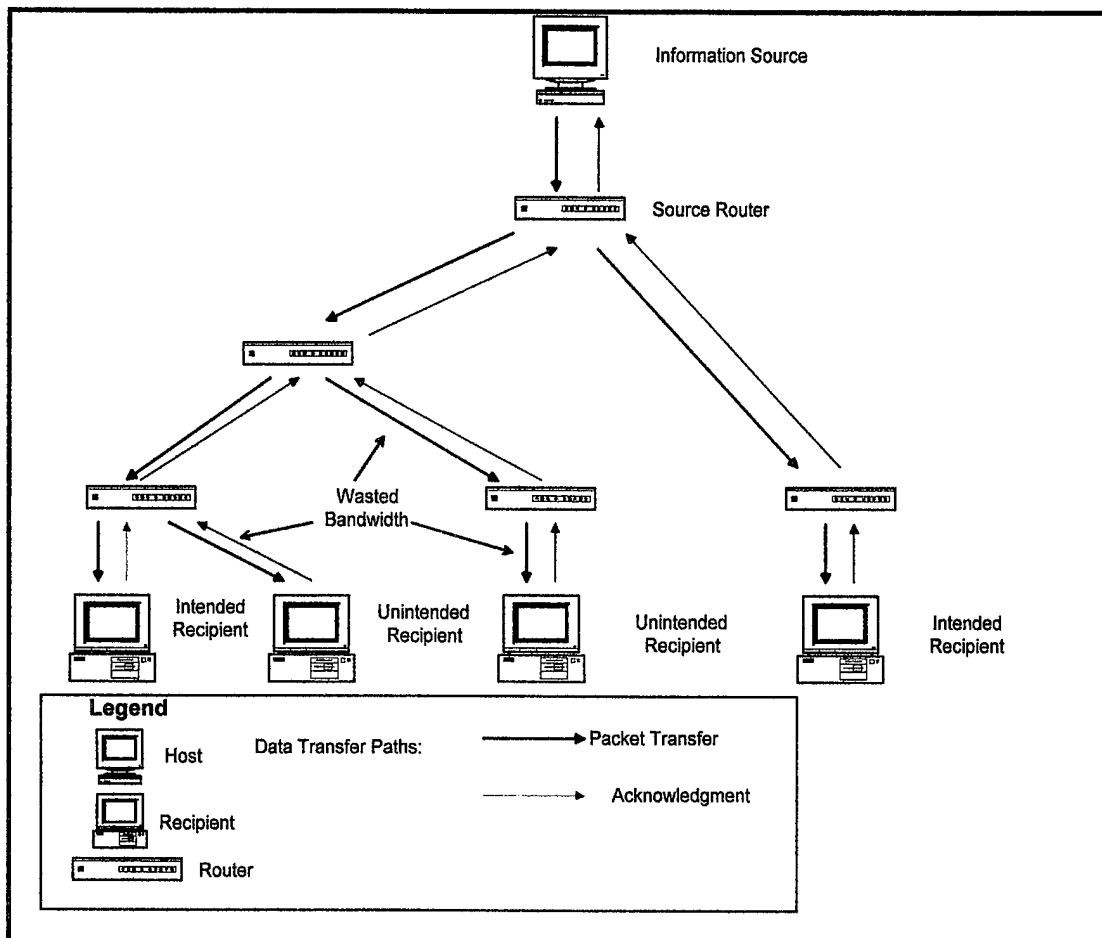 Information Source
Source Router
Wasted
Bandwidth
Intended
Recipient
Unintended
Recipient
Unintended
Recipient
Intended
Recipient
Legend
Host
Data Transfer Paths:
Packet Transfer
Acknowledgment
Recipient
Router